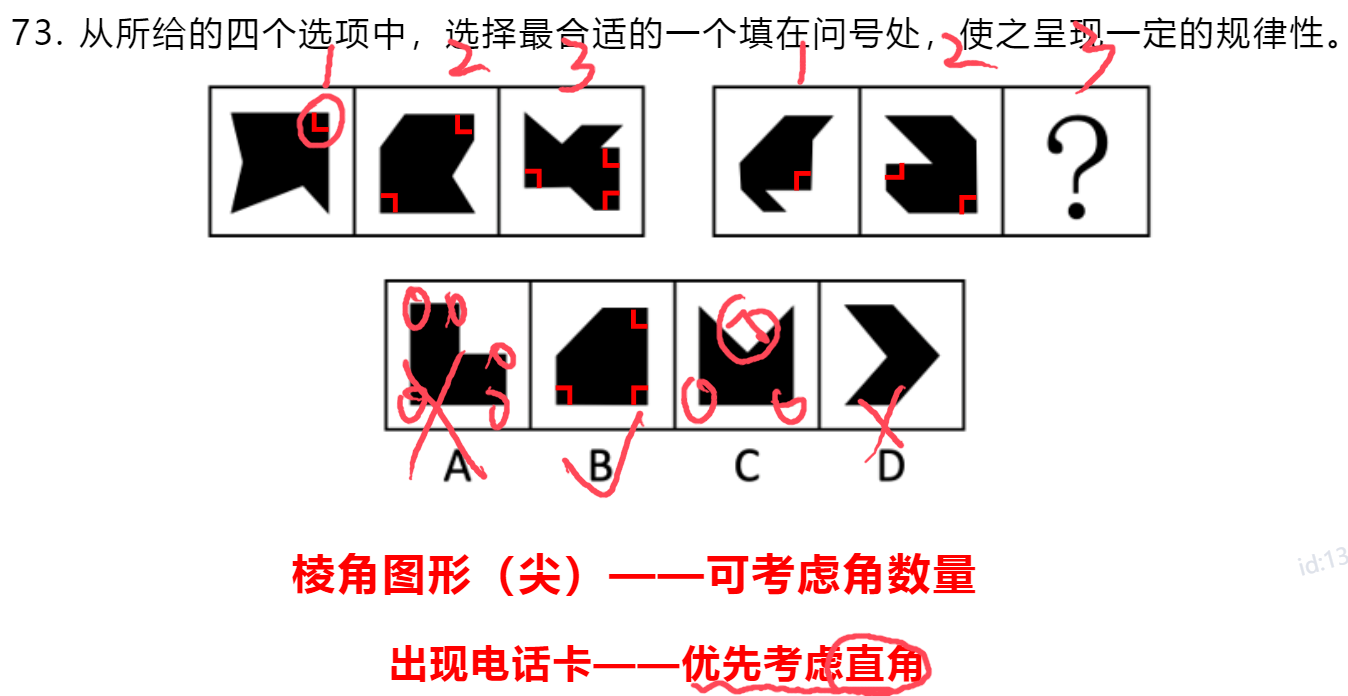 73. 从所给的四个选项中，选择最合适的一个填在问号处，使之呈现一定的规律性。
1 2 3 1 2 3
?
A B C D
棱角图形（尖）——可考虑角数量
id:13
出现电话卡——优先考虑直角